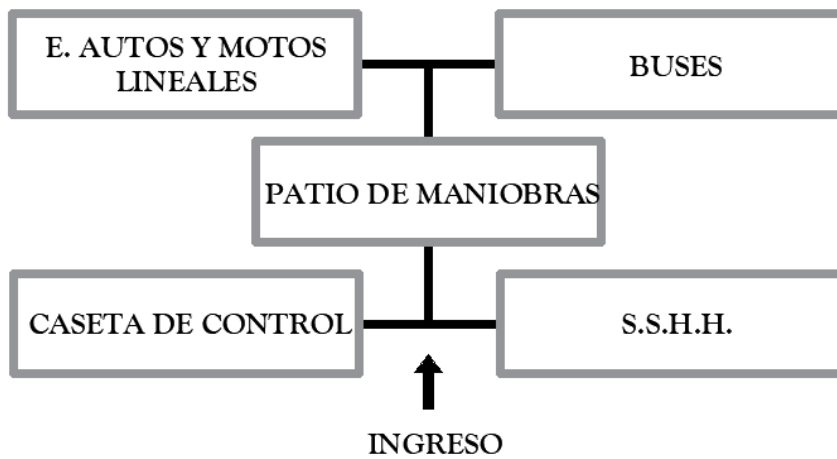 E. AUTOS Y MOTOS
LINEALES
BUSES
PATIO DE MANIOBRAS
CASETA DE CONTROL
S.S.H.H.
INGRESO